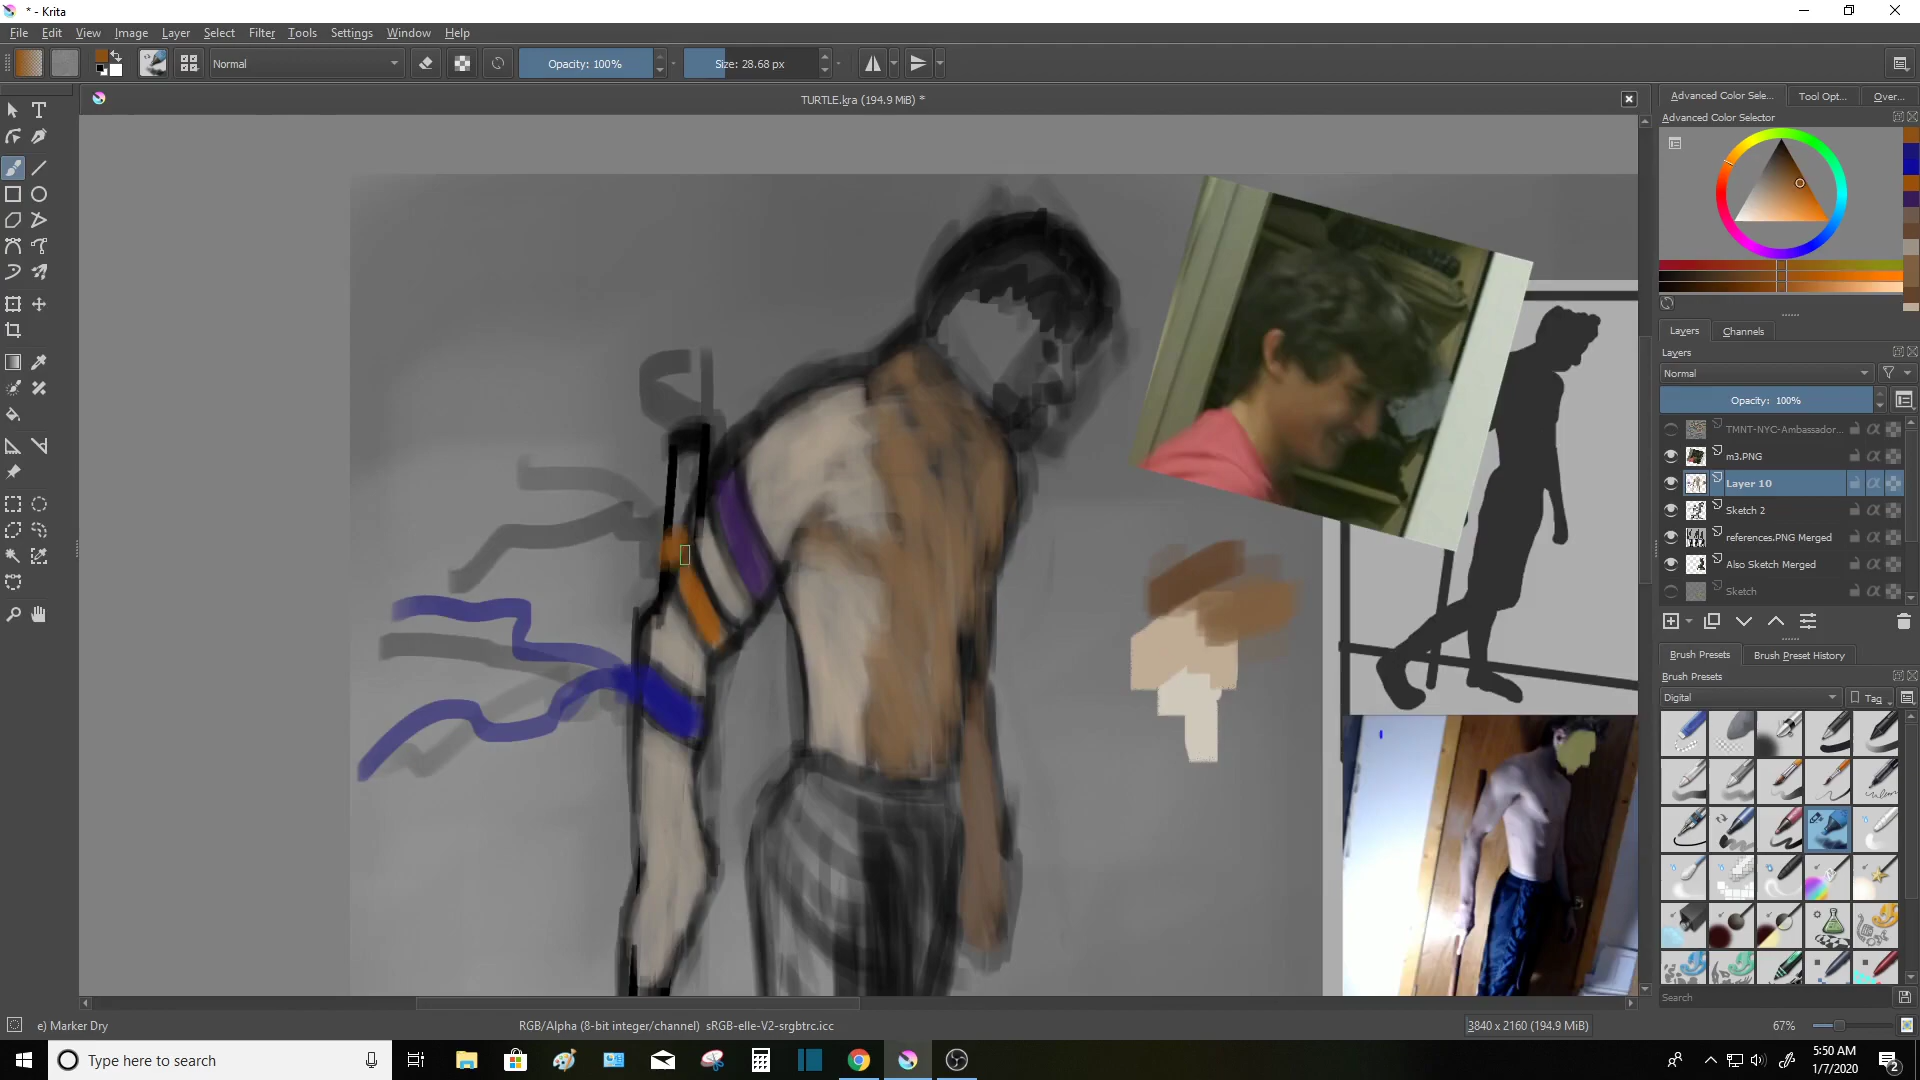 * - Krita
File Edit View Image Layer Select Filter Tools Settings Window Help
Normal Opacity: 100% Size: 28.68 px
TURTLE.kra (194.9 MiB) *
Advanced Color Sele... Tool Opt... Over...
Advanced Color Selector
Layers Channels
Layers
Normal
Opacity: 100%
TMNT-NYC-Ambassador...
m3.PNG
Layer 10
Sketch 2
references.PNG Merged
Also Sketch Merged
Sketch
Brush Presets Brush Preset History
Brush Presets
Digital Tag
Search
e) Marker Dry RGB/Alpha (8-bit integer/channel) sRGB-elle-V2-srgbtrc.icc 3840 x 2160 (194.9 MiB) 67%
Type here to search
5:50 AM
1/7/2020
2